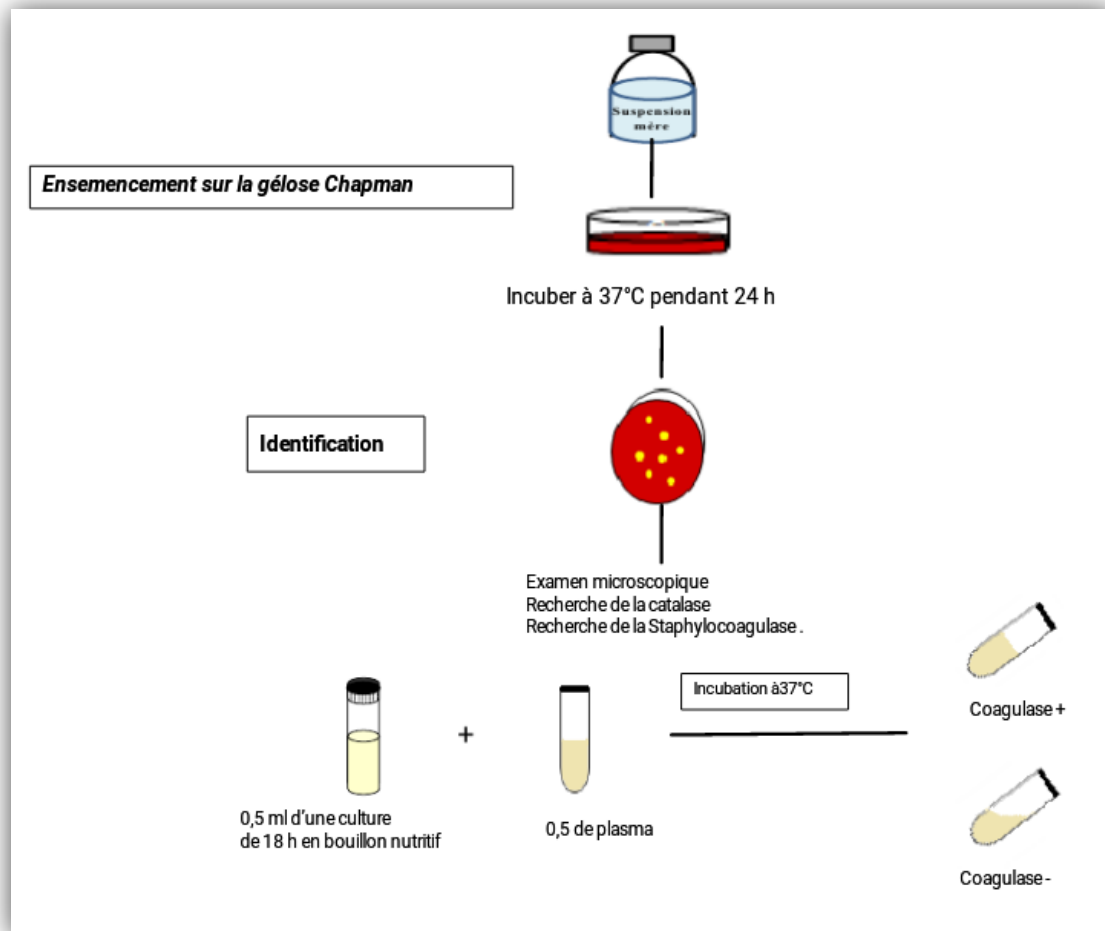 Suspension
mère
Ensemencement sur la gélose Chapman
Incuber à 37°C pendant 24 h
Identification
Examen microscopique
Recherche de la catalase
Recherche de la Staphylocoagulase .
Incubation à37°C
Coagulase +
+
0,5 ml d'une culture
de 18 h en bouillon nutritif
0,5 de plasma
Coagulase -